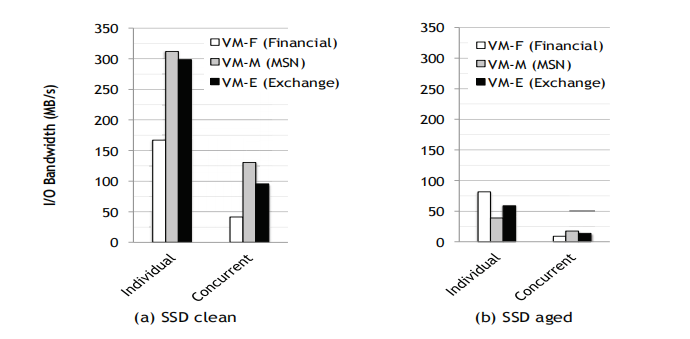 I/O Bandwidth (MB/s)
350
300
250
200
150
100
50
0
VM-F (Financial)
VM-M (MSN)
VM-E (Exchange)
Individual
Concurrent
(a) SSD clean
350
300
250
200
150
100
50
0
VM-F (Financial)
VM-M (MSN)
VM-E (Exchange)
Individual
Concurrent
(b) SSD aged